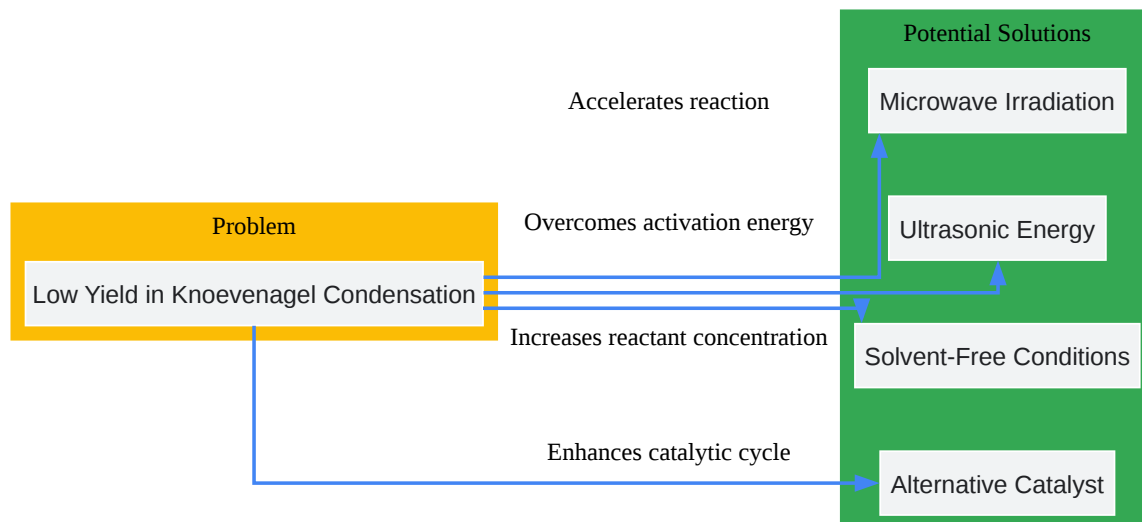 Potential Solutions
Microwave Irradiation
Accelerates reaction
Problem
Overcomes activation energy
Ultrasonic Energy
Low Yield in Knoevenagel Condensation
Increases reactant concentration
Solvent-Free Conditions
Enhances catalytic cycle
Alternative Catalyst